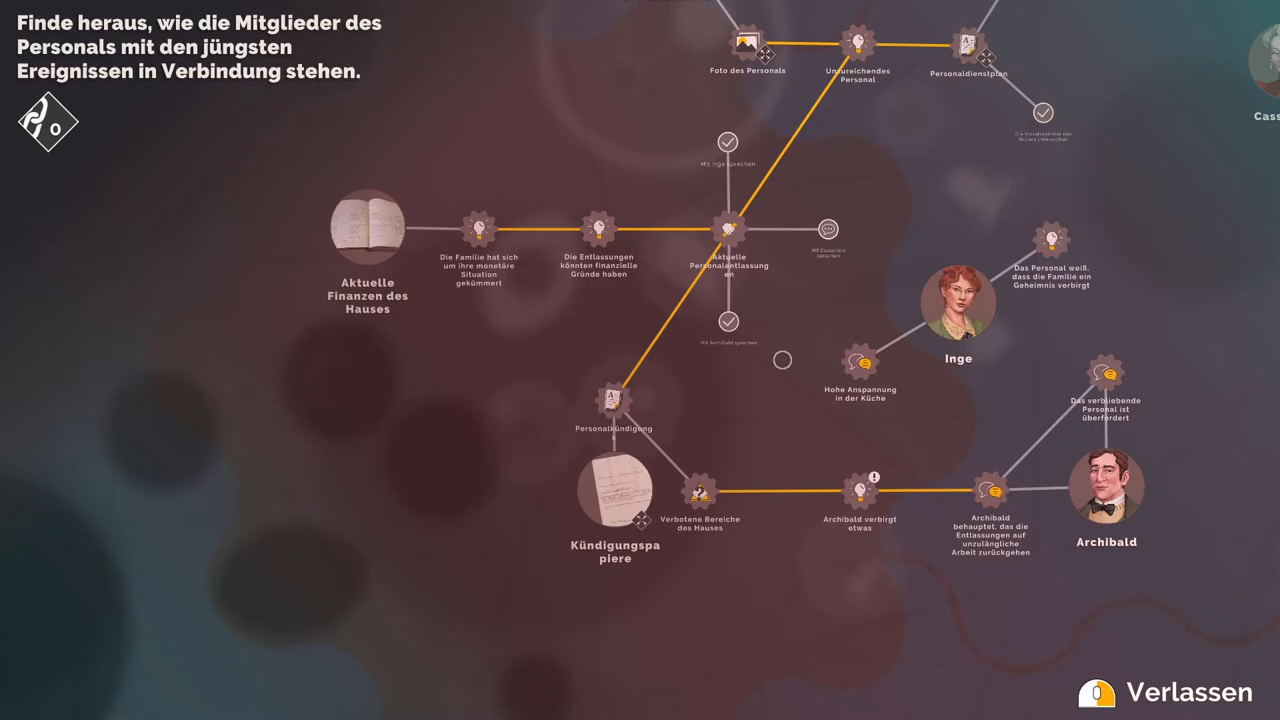 Finde heraus, wie die Mitglieder des
Personals mit den jüngsten
Ereignissen in Verbindung stehen.
0
Foto des Personals
Unzureichendes
Personal
Personaldienstplan
Cass
Mit Inge sprechen
Die Familie hat sich
um ihre monetäre
Situation
gekümmert
Die Entlassungen
könnten finanzielle
Gründe haben
Aktuelle
Personalentlassung
en
Mit Cassandra
sprechen
Aktuelle
Finanzen des
Hauses
Das Personal weiß,
dass die Familie ein
Geheimnis verbirgt
Mit Archibald sprechen
Inge
Hohe Anspannung
in der Küche
Das verbliebende
Personal ist
überfordert
Personalkündigung
s
Kündigungspa
piere
Verbotene Bereiche
des Hauses
Archibald verbirgt
etwas
Archibald
behauptet, das die
Entlassungen auf
unzulängliche
Arbeit zurückgehen
Archibald
Verlassen